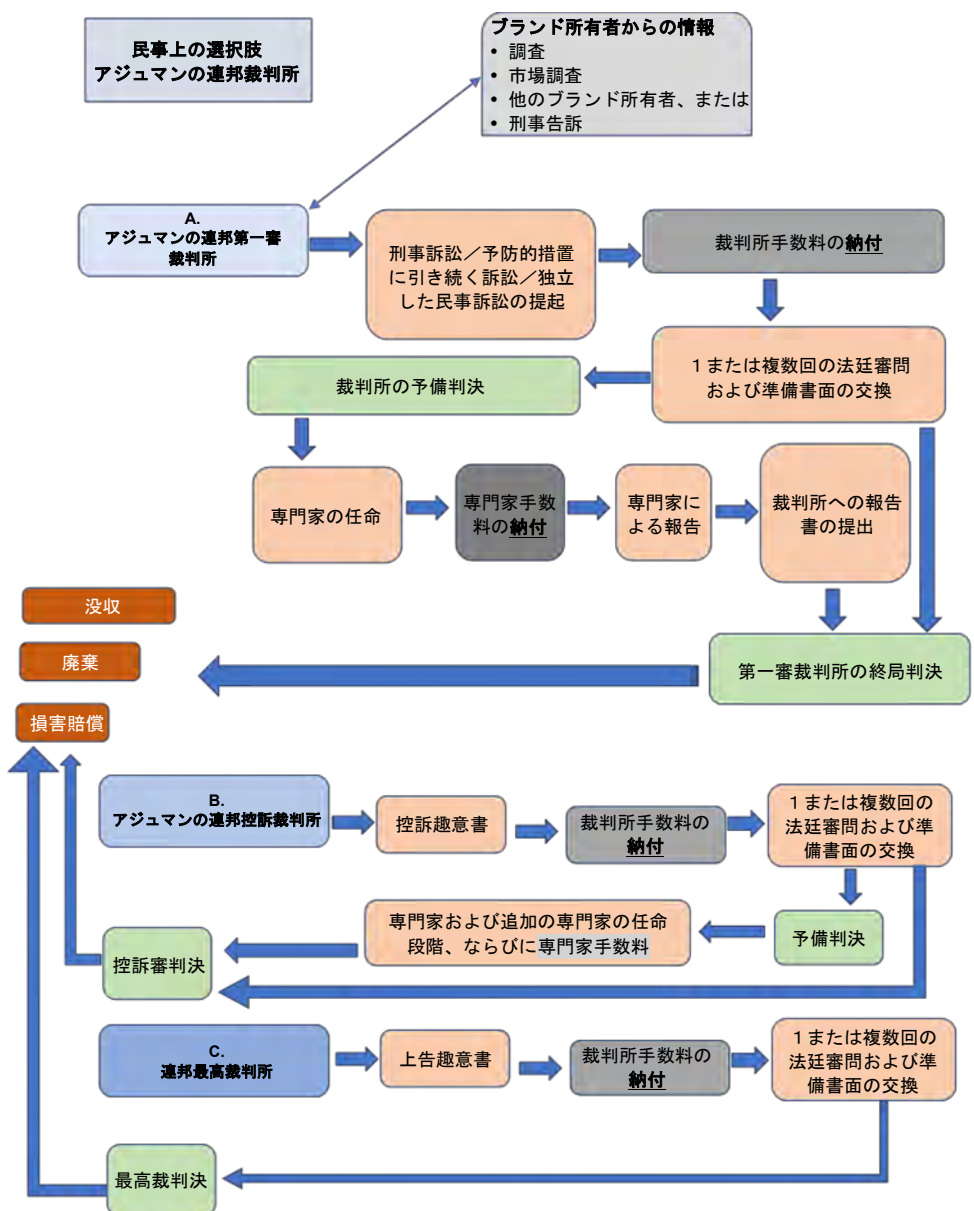 民事上の選択肢
アジュマンの連邦裁判所
ブランド所有者からの情報
• 調査
• 市場調査
• 他のブランド所有者、または
• 刑事告訴
A.
アジュマンの連邦第一審
裁判所
刑事訴訟／予防的措置
に引き続く訴訟／独立
した民事訴訟の提起
裁判所手数料の納付
１または複数回の法廷審問
および準備書面の交換
裁判所の予備判決
専門家の任命
専門家手数
料の納付
専門家に
よる報告
裁判所への報告
書の提出
没収
廃棄
損害賠償
第一審裁判所の終局判決
B.
アジュマンの連邦控訴裁判所
控訴趣意書
裁判所手数料の
納付
１または複数回の
法廷審問および準
備書面の交換
予備判決
専門家および追加の専門家の任命
段階、ならびに専門家手数料
控訴審判決
C.
連邦最高裁判所
上告趣意書
裁判所手数料の
納付
１または複数回の
法廷審問および準
備書面の交換
最高裁判決